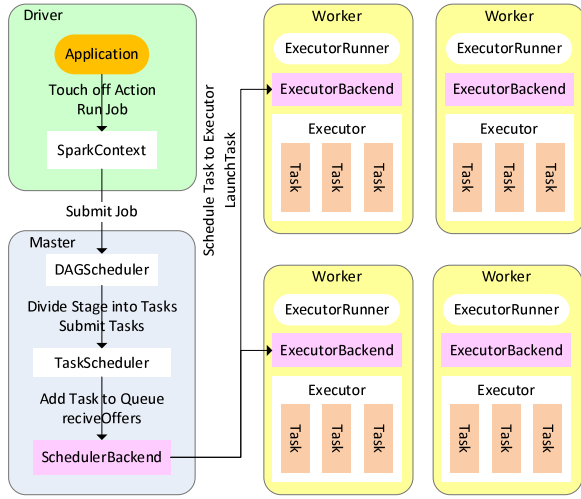 Driver
Application
Touch off Action
Run Job
SparkContext
Submit Job
Master
DAGScheduler
Divide Stage into Tasks
Submit Tasks
TaskScheduler
Add Task to Queue
reciveOffers
SchedulerBackend
Schedule Task to Executor
LaunchTask
Worker
ExecutorRunner
ExecutorBackend
Executor
Task Task Task
Worker
ExecutorRunner
ExecutorBackend
Executor
Task Task Task
Worker
ExecutorRunner
ExecutorBackend
Executor
Task Task Task
Worker
ExecutorRunner
ExecutorBackend
Executor
Task Task Task